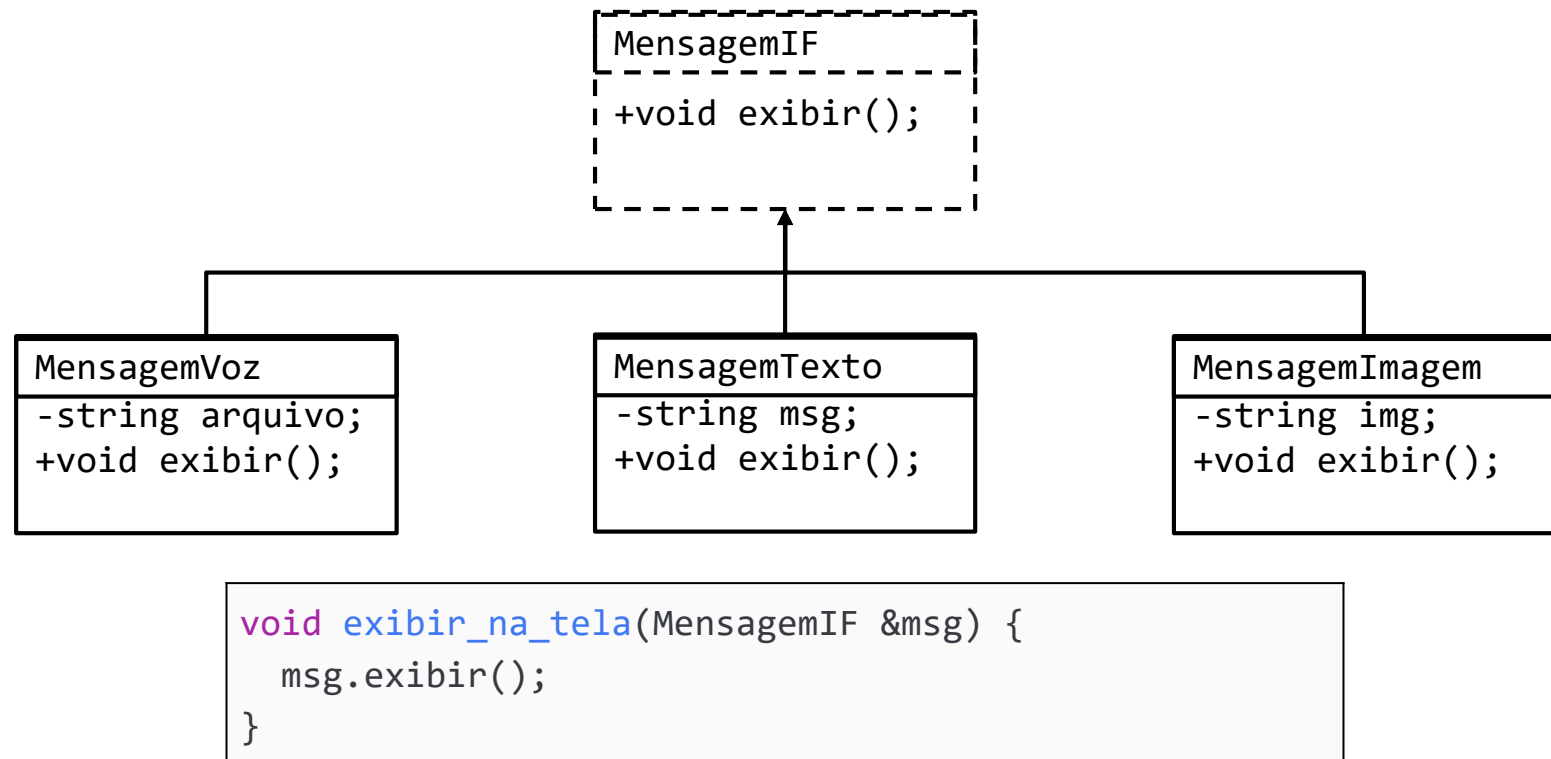 MensagemIF
+void exibir();
MensagemVoz
-string arquivo;
+void exibir();
MensagemTexto
-string msg;
+void exibir();
MensagemImagem
-string img;
+void exibir();
void exibir_na_tela(MensagemIF &msg) {
  msg.exibir();
}